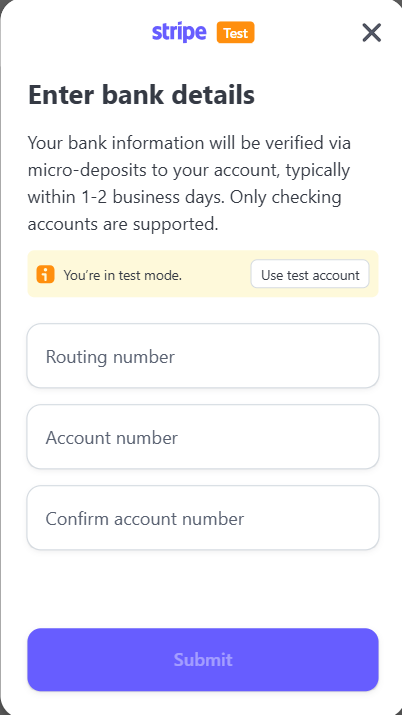 stripe Test
Enter bank details
Your bank information will be verified via
micro-deposits to your account, typically
within 1-2 business days. Only checking
accounts are supported.
You're in test mode. Use test account
Routing number
Account number
Confirm account number
Submit